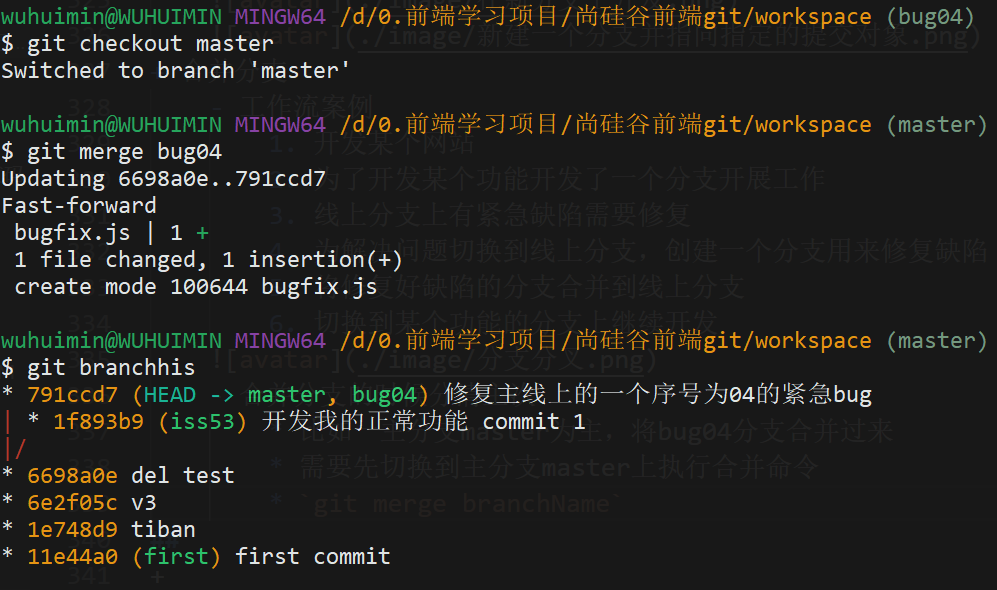 wuhuimin@WUHUIMIN MINGW64 /d/0.前端学习项目/尚硅谷前端git/workspace (bug04)
$ git checkout master
Switched to branch 'master'
wuhuimin@WUHUIMIN MINGW64 /d/0.前端学习项目/尚硅谷前端git/workspace (master)
$ git merge bug04
Updating 6698a0e..791ccd7
Fast-forward
 bugfix.js | 1 +
 1 file changed, 1 insertion(+)
 create mode 100644 bugfix.js
wuhuimin@WUHUIMIN MINGW64 /d/0.前端学习项目/尚硅谷前端git/workspace (master)
$ git branchhis
* 791ccd7 (HEAD -> master, bug04) 修复主线上的一个序号为04的紧急bug
| * 1f893b9 (iss53) 开发我的正常功能 commit 1
|/
* 6698a0e del test
* 6e2f05c v3
* 1e748d9 tiban
* 11e44a0 (first) first commit